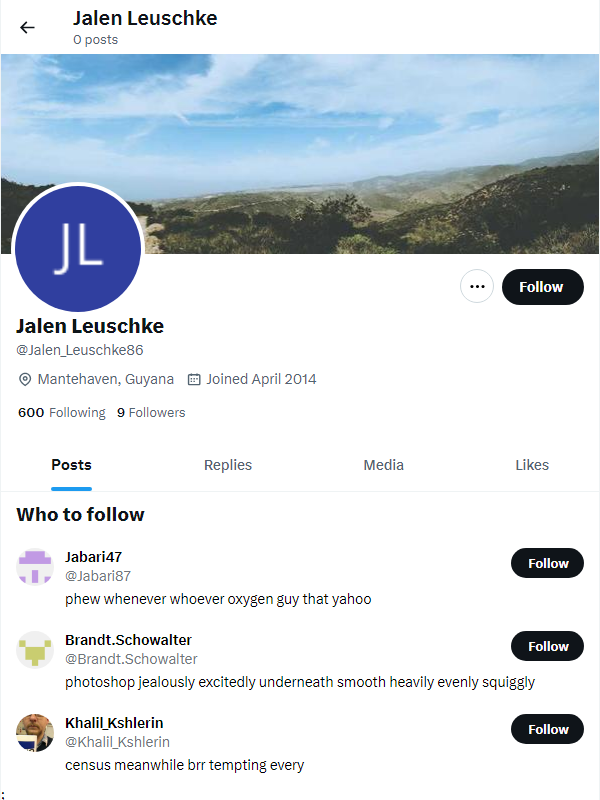 Jalen Leuschke
0 posts
JL
Follow
Jalen Leuschke
@Jalen_Leuschke86
Mantehaven, Guyana Joined April 2014
600 Following 9 Followers
Posts Replies Media Likes
Who to follow
Jabari47
@Jabari87
Follow
phew whenever whoever oxygen guy that yahoo
Brandt.Schowalter
@Brandt.Schowalter
Follow
photoshop jealously excitedly underneath smooth heavily evenly squiggly
Khalil_Kshlerin
@Khalil_Kshlerin
Follow
census meanwhile brr tempting every
;